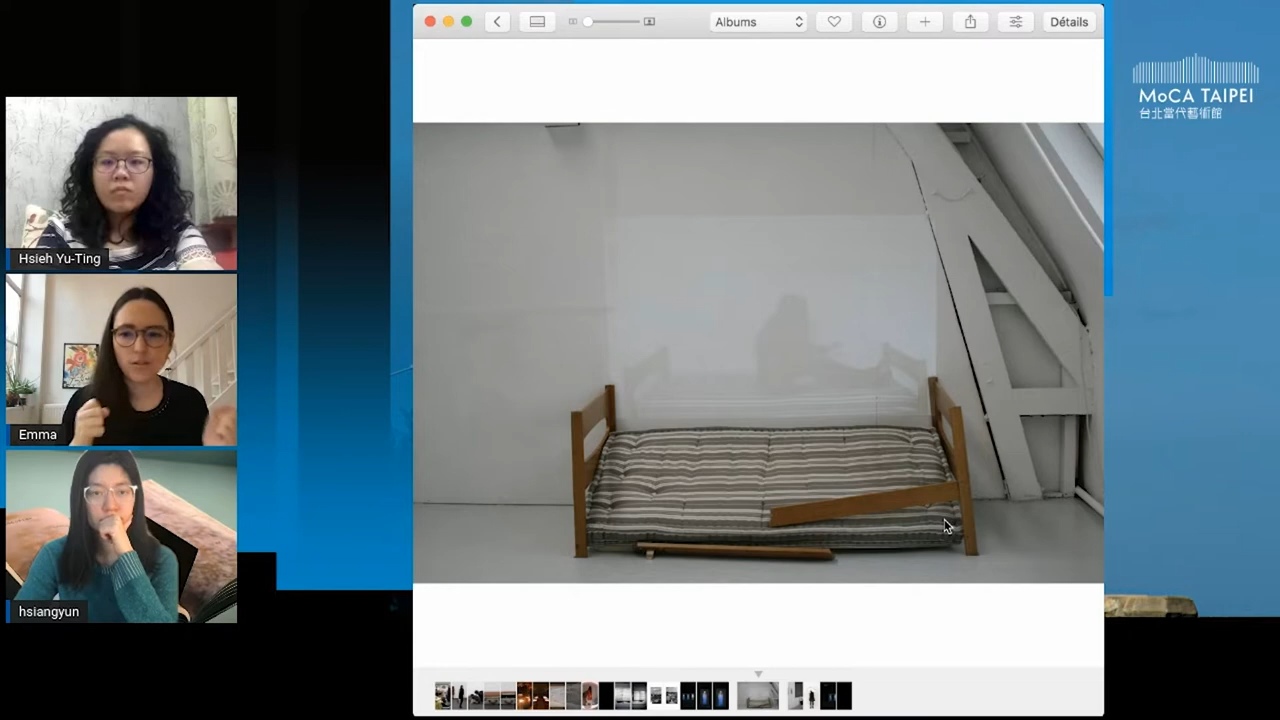 Albums
Détails
MoCA TAIPEI
台北當代藝術館
Hsieh Yu-Ting
Emma
hsiangyun